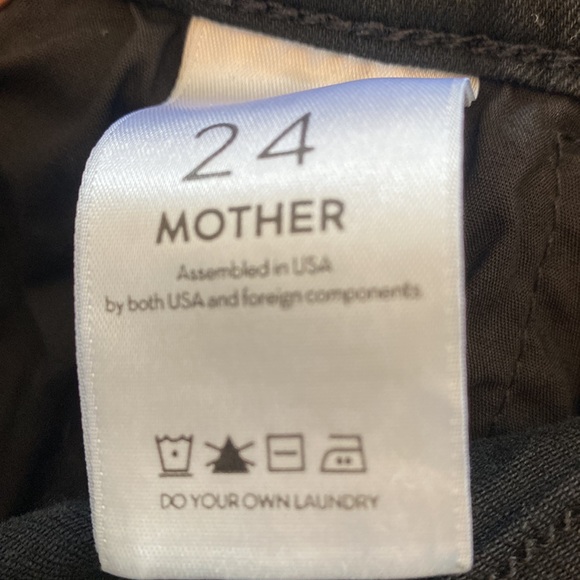 24
MOTHER
Assembled in USA
by both USA and foreign components
DO YOUR OWN LAUNDRY